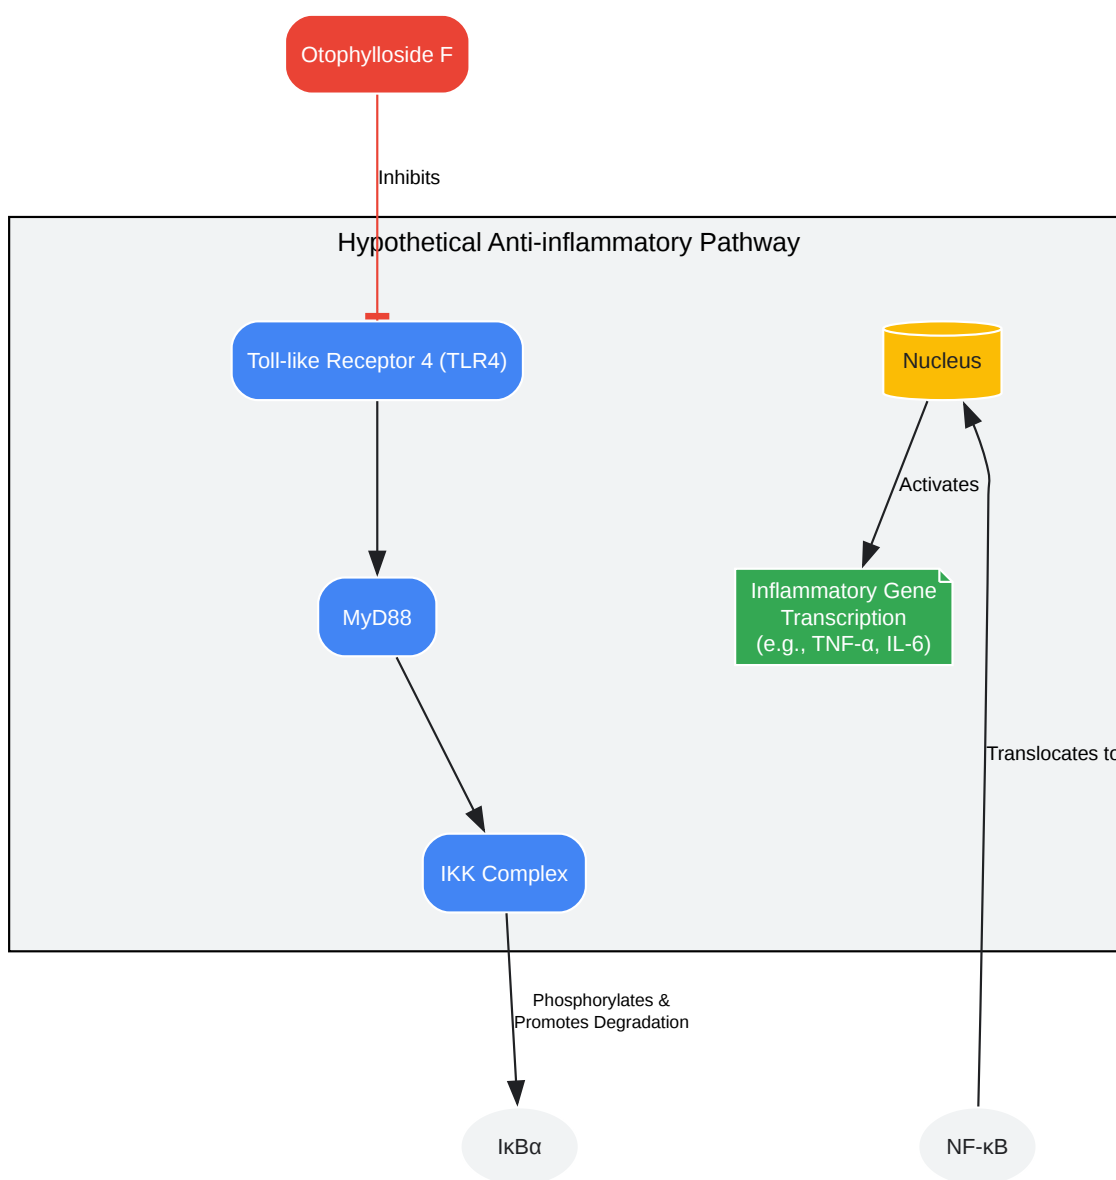 Otophylloside F
Inhibits
Hypothetical Anti-inflammatory Pathway
Toll-like Receptor 4 (TLR4)
Nucleus
Activates
Inflammatory Gene
Transcription
(e.g., TNF-α, IL-6)
MyD88
Translocates to
IKK Complex
Phosphorylates &
Promotes Degradation
IκBα
NF-κB